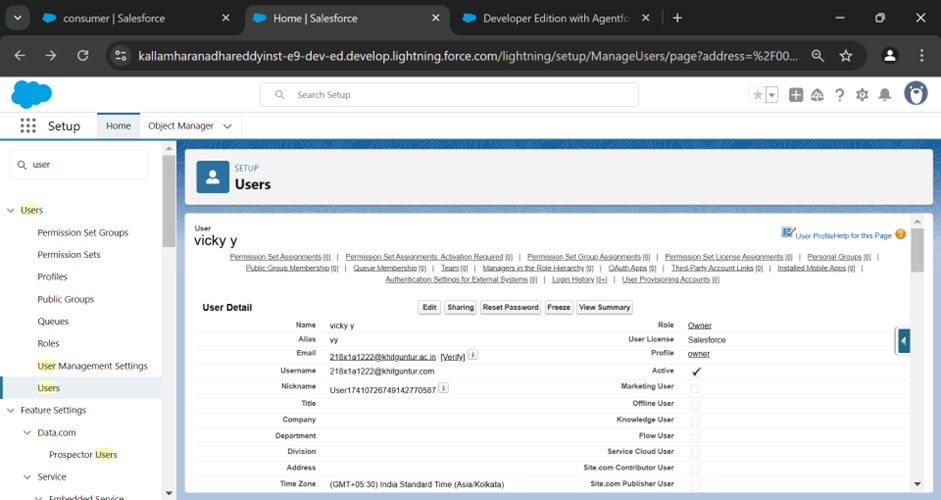 consumer | Salesforce
Home | Salesforce
Developer Edition with Agentfo
kallamharanadhareddyinst-e9-dev-ed.develop.lightning.force.com/lightning/setup/ManageUsers/page?address=%2F00...
Search Setup
Setup
Home
Object Manager
user
SETUP
Users
Users
Permission Set Groups
Permission Sets
Profiles
Public Groups
Queues
Roles
User Management Settings
Users
Feature Settings
Data.com
Prospector Users
Service
Embedded Service
User
vicky y
User Profile Help for this Page
Permission Set Assignments [0] | Permission Set Assignments: Activation Required [0] | Permission Set Group Assignments [0] | Permission Set License Assignments [0] | Personal Groups [0] |
Public Group Membership [0] | Queue Membership [0] | Team [0] | Managers in the Role Hierarchy [0] | OAuth Apps [0] | Third-Party Account Links [0] | Installed Mobile Apps [0] |
Authentication Settings for External Systems [0] | Login History [0+] | User Provisioning Accounts [0]
User Detail Edit Sharing Reset Password Freeze View Summary
Name vicky y Role Owner
Alias vy User License Salesforce
Email 218x1a1222@khitguntur.ac.in [Verify] i Profile owner
Username 218x1a1222@khitguntur.com Active ✓
Nickname User17410726749142770587 i Marketing User
Title Offline User
Company Knowledge User
Department Flow User
Division Service Cloud User
Address Site.com Contributor User
Time Zone (GMT+05:30) India Standard Time (Asia/Kolkata) Site.com Publisher User